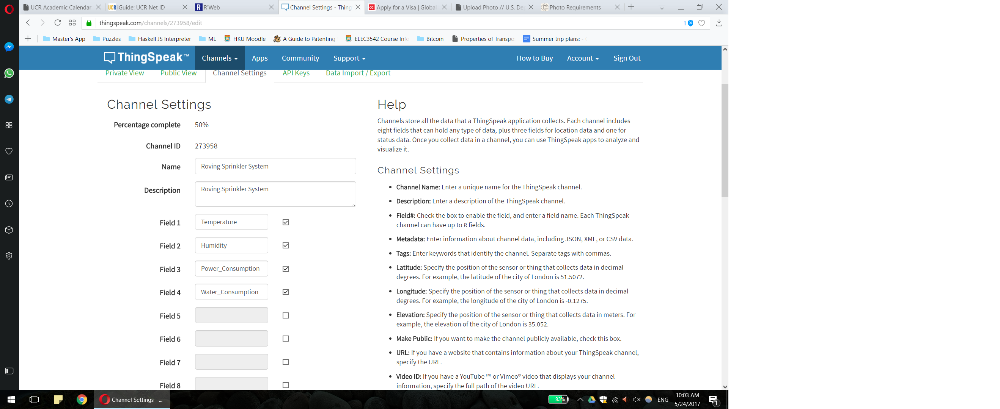 UCR Academic Calendar
UCR iGuide: UCR Net ID
R R'Web
Channel Settings - Thing
CGI Apply for a Visa | Global
Upload Photo // U.S. De
Photo Requirements
thingspeak.com/channels/273958/edit
1
Master's App
Puzzles
Haskell JS Interpreter
ML
HKU Moodle
A Guide to Patenting
ELEC3542 Course Info
Bitcoin
Properties of Transpo
Summer trip plans: -
ThingSpeak™
Channels
Apps
Community
Support
How to Buy
Account
Sign Out
Private View
Public View
Channel Settings
API Keys
Data Import / Export
Channel Settings
Percentage complete 50%
Channel ID 273958
Name Roving Sprinkler System
Description Roving Sprinkler System
Field 1 Temperature
Field 2 Humidity
Field 3 Power_Consumption
Field 4 Water_Consumption
Field 5
Field 6
Field 7
Field 8
Help
Channels store all the data that a ThingSpeak application collects. Each channel includes
eight fields that can hold any type of data, plus three fields for location data and one for
status data. Once you collect data in a channel, you can use ThingSpeak apps to analyze and
visualize it.
Channel Settings
• Channel Name: Enter a unique name for the ThingSpeak channel.
• Description: Enter a description of the ThingSpeak channel.
• Field#: Check the box to enable the field, and enter a field name. Each ThingSpeak
channel can have up to 8 fields.
• Metadata: Enter information about channel data, including JSON, XML, or CSV data.
• Tags: Enter keywords that identify the channel. Separate tags with commas.
• Latitude: Specify the position of the sensor or thing that collects data in decimal
degrees. For example, the latitude of the city of London is 51.5072.
• Longitude: Specify the position of the sensor or thing that collects data in decimal
degrees. For example, the longitude of the city of London is -0.1275.
• Elevation: Specify the position of the sensor or thing that collects data in meters. For
example, the elevation of the city of London is 35.052.
• Make Public: If you want to make the channel publicly available, check this box.
• URL: If you have a website that contains information about your ThingSpeak channel,
specify the URL.
• Video ID: If you have a YouTube™ or Vimeo® video that displays your channel
information, specify the full path of the video URL.
Channel Settings - ...
93%
ENG
10:03 AM
5/24/2017
1